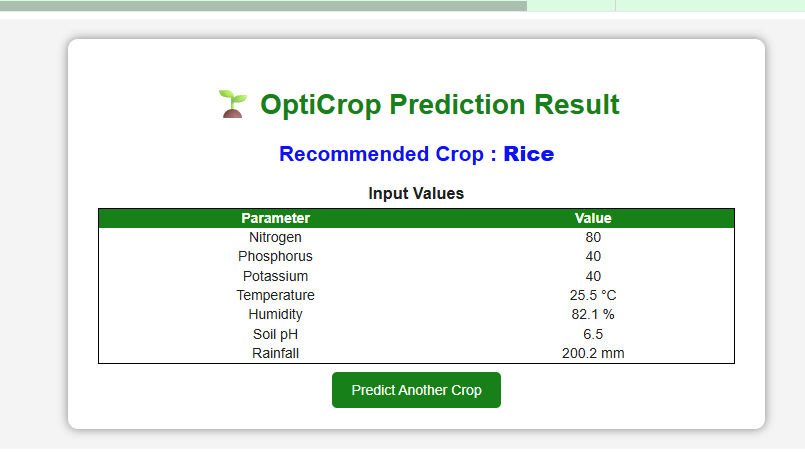 OptiCrop Prediction Result
Recommended Crop : Rice
Input Values
Parameter Value
Nitrogen 80
Phosphorus 40
Potassium 40
Temperature 25.5 °C
Humidity 82.1 %
Soil pH 6.5
Rainfall 200.2 mm
Predict Another Crop